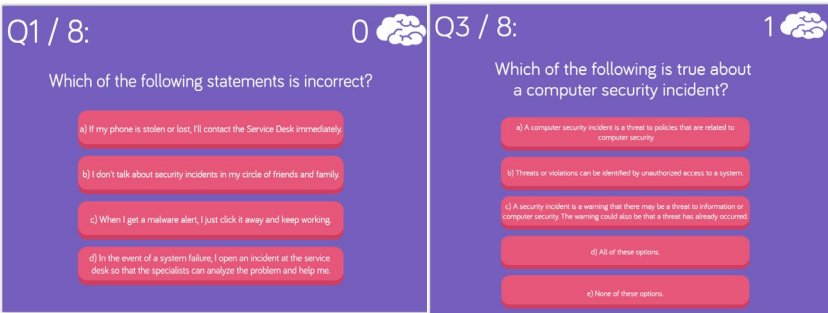 Q1 / 8:
0
Which of the following statements is incorrect?
a) If my phone is stolen or lost, I'll contact the Service Desk immediately.
b) I don't talk about security incidents in my circle of friends and family.
c) When I get a malware alert, I just click it away and keep working.
d) In the event of a system failure, I open an incident at the service
desk so that the specialists can analyze the problem and help me.
Q3 / 8:
1
Which of the following is true about
a computer security incident?
a) A computer security incident is a threat to policies that are related to
computer security.
b) Threats or violations can be identified by unauthorized access to a system.
c) A security incident is a warning that there may be a threat to information or
computer security. The warning could also be that a threat has already occurred.
d) All of these options.
e) None of these options.